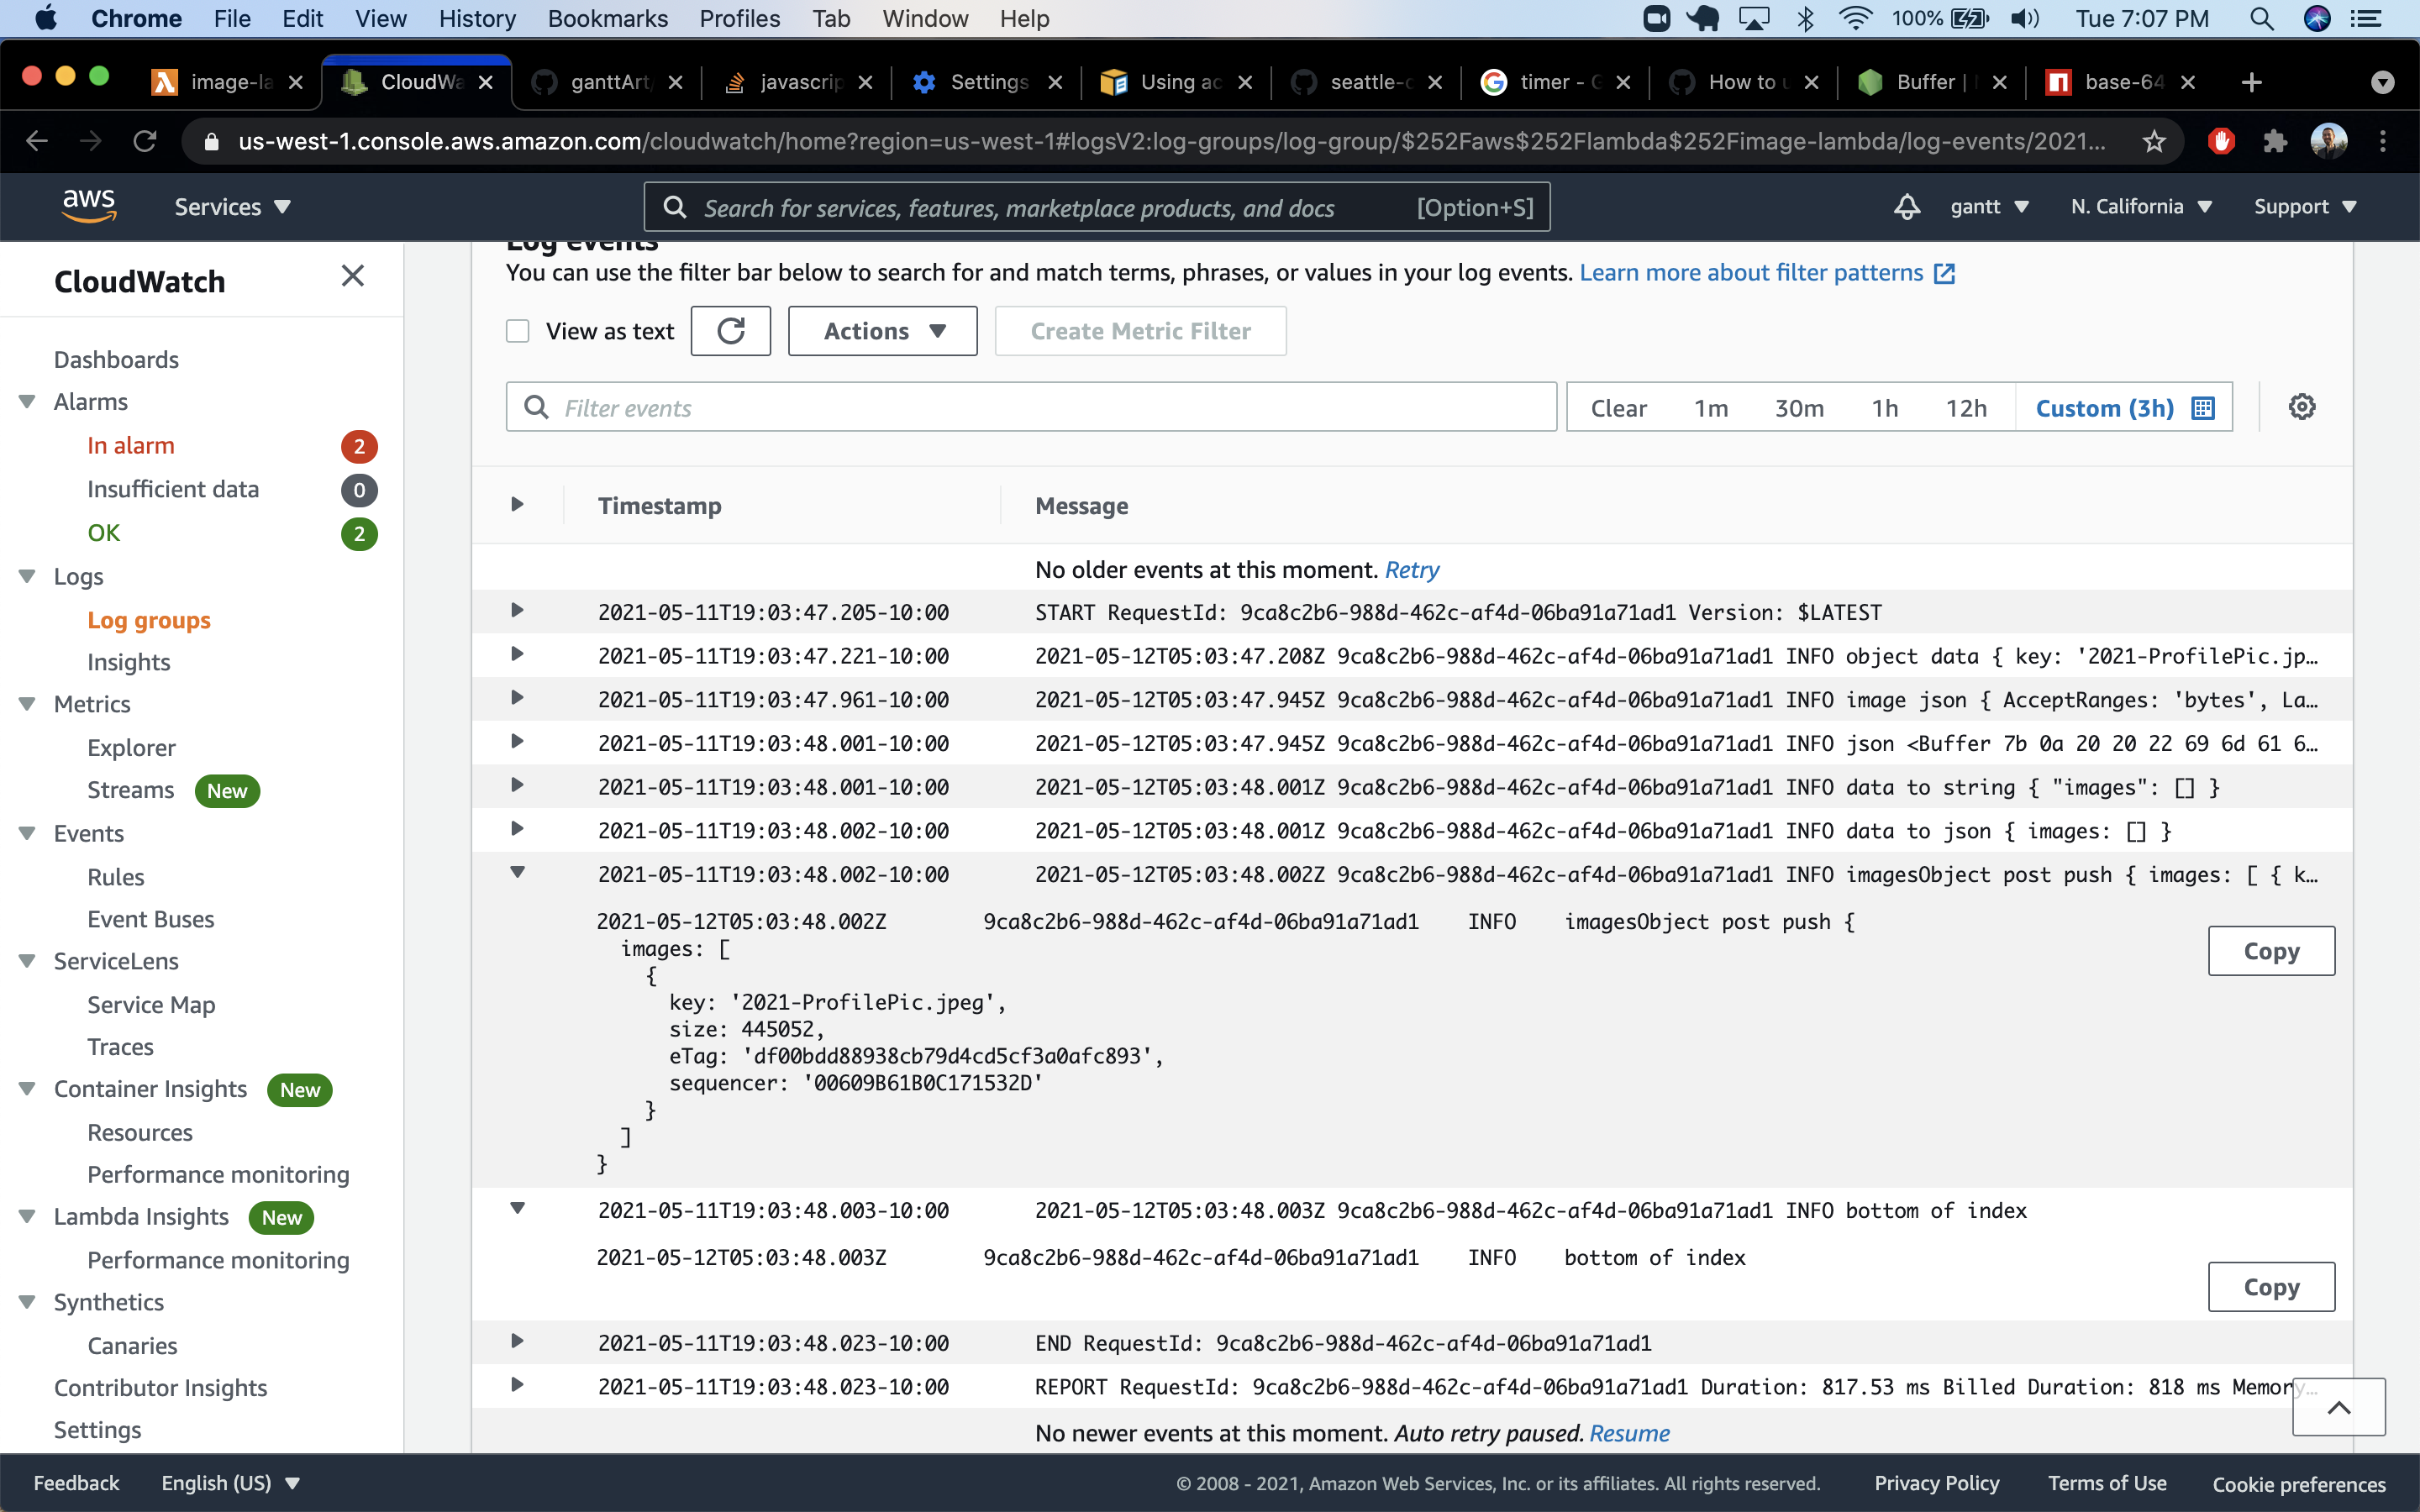 Chrome File Edit View History Bookmarks Profiles Tab Window Help 100% Tue 7:07 PM
image-la CloudWa ganttArt/ javascrip Settings Using ac seattle-c timer - G How to u Buffer | base-64
us-west-1.console.aws.amazon.com/cloudwatch/home?region=us-west-1#logsV2:log-groups/log-group/$252Faws$252Flambda$252Fimage-lambda/log-events/2021...
aws Services Search for services, features, marketplace products, and docs [Option+S] gantt N. California Support
CloudWatch
Dashboards
Alarms
In alarm 2
Insufficient data 0
OK 2
Logs
Log groups
Insights
Metrics
Explorer
Streams New
Events
Rules
Event Buses
ServiceLens
Service Map
Traces
Container Insights New
Resources
Performance monitoring
Lambda Insights New
Performance monitoring
Synthetics
Canaries
Contributor Insights
Settings
Log events
You can use the filter bar below to search for and match terms, phrases, or values in your log events. Learn more about filter patterns
View as text Actions Create Metric Filter
Filter events Clear 1m 30m 1h 12h Custom (3h)
Timestamp Message
No older events at this moment. Retry
2021-05-11T19:03:47.205-10:00 START RequestId: 9ca8c2b6-988d-462c-af4d-06ba91a71ad1 Version: $LATEST
2021-05-11T19:03:47.221-10:00 2021-05-12T05:03:47.208Z 9ca8c2b6-988d-462c-af4d-06ba91a71ad1 INFO object data { key: '2021-ProfilePic.jp…
2021-05-11T19:03:47.961-10:00 2021-05-12T05:03:47.945Z 9ca8c2b6-988d-462c-af4d-06ba91a71ad1 INFO image json { AcceptRanges: 'bytes', La…
2021-05-11T19:03:48.001-10:00 2021-05-12T05:03:47.945Z 9ca8c2b6-988d-462c-af4d-06ba91a71ad1 INFO json <Buffer 7b 0a 20 20 22 69 6d 61 6…
2021-05-11T19:03:48.001-10:00 2021-05-12T05:03:48.001Z 9ca8c2b6-988d-462c-af4d-06ba91a71ad1 INFO data to string { "images": [] }
2021-05-11T19:03:48.002-10:00 2021-05-12T05:03:48.001Z 9ca8c2b6-988d-462c-af4d-06ba91a71ad1 INFO data to json { images: [] }
2021-05-11T19:03:48.002-10:00 2021-05-12T05:03:48.002Z 9ca8c2b6-988d-462c-af4d-06ba91a71ad1 INFO imagesObject post push { images: [ { k…
2021-05-12T05:03:48.002Z 9ca8c2b6-988d-462c-af4d-06ba91a71ad1 INFO imagesObject post push {
images: [
{
key: '2021-ProfilePic.jpeg',
size: 445052,
eTag: 'df00bdd88938cb79d4cd5cf3a0afc893',
sequencer: '00609B61B0C171532D'
}
]
}
Copy
2021-05-11T19:03:48.003-10:00 2021-05-12T05:03:48.003Z 9ca8c2b6-988d-462c-af4d-06ba91a71ad1 INFO bottom of index
2021-05-12T05:03:48.003Z 9ca8c2b6-988d-462c-af4d-06ba91a71ad1 INFO bottom of index
Copy
2021-05-11T19:03:48.023-10:00 END RequestId: 9ca8c2b6-988d-462c-af4d-06ba91a71ad1
2021-05-11T19:03:48.023-10:00 REPORT RequestId: 9ca8c2b6-988d-462c-af4d-06ba91a71ad1 Duration: 817.53 ms Billed Duration: 818 ms Memory…
No newer events at this moment. Auto retry paused. Resume
Feedback English (US) © 2008 - 2021, Amazon Web Services, Inc. or its affiliates. All rights reserved. Privacy Policy Terms of Use Cookie preferences